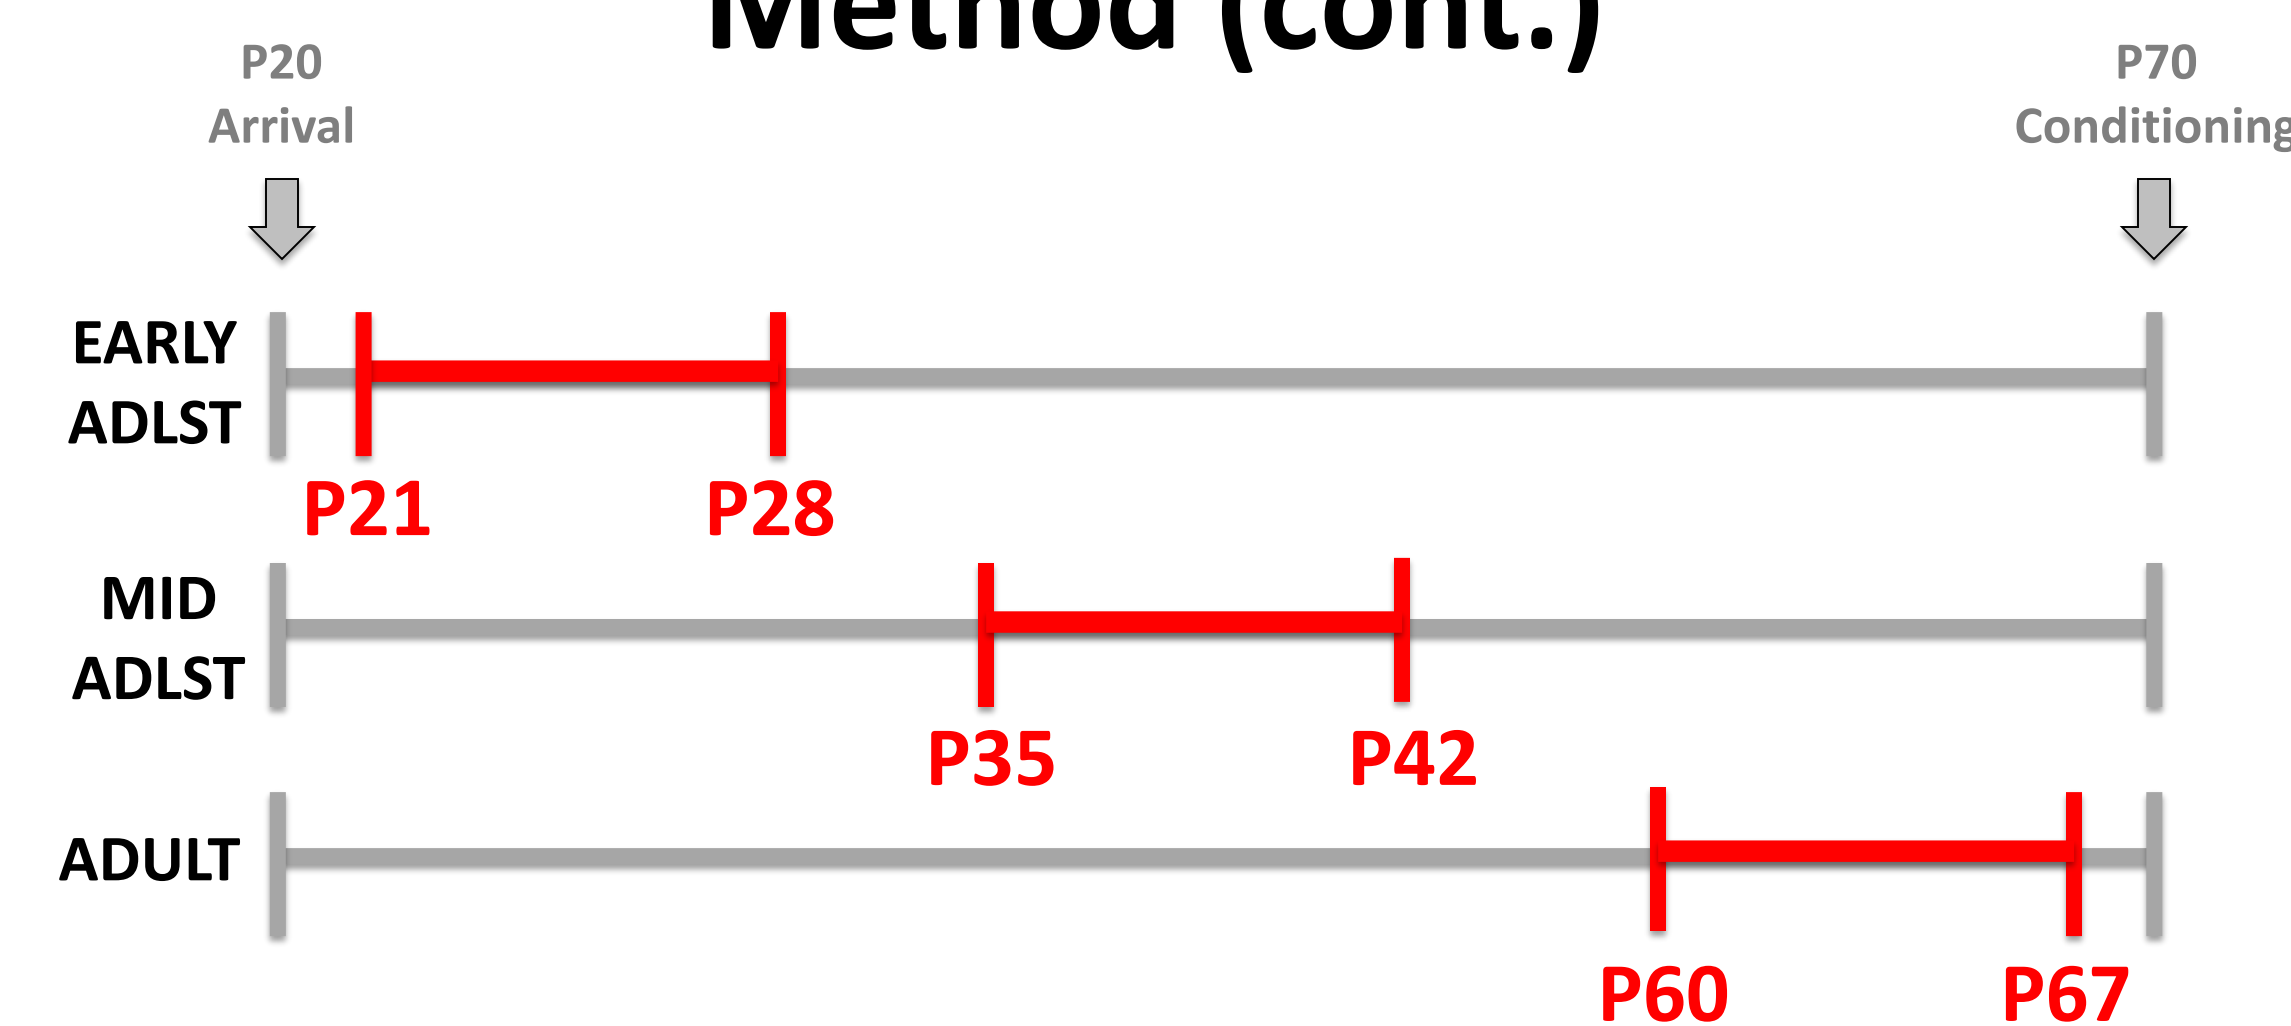 Method (cont.)
P20
Arrival
P70
Conditioning
EARLY
ADLST
P21
P28
MID
ADLST
P35
P42
ADULT
P60
P67